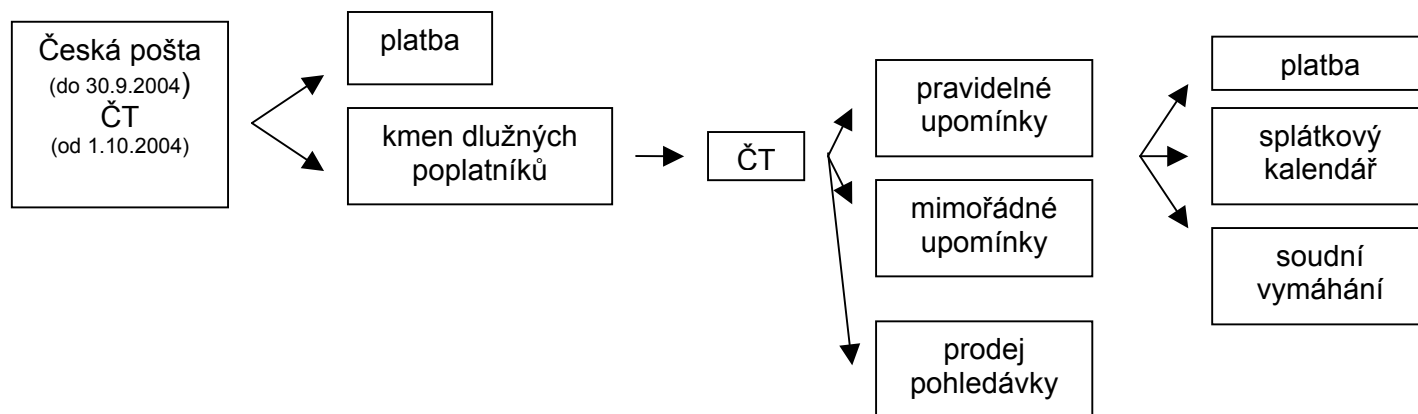 Česká pošta
(do 30.9.2004)
ČT
(od 1.10.2004)
platba
kmen dlužných
poplatníků
ČT
pravidelné
upomínky
mimořádné
upomínky
prodej
pohledávky
platba
splátkový
kalendář
soudní
vymáhání